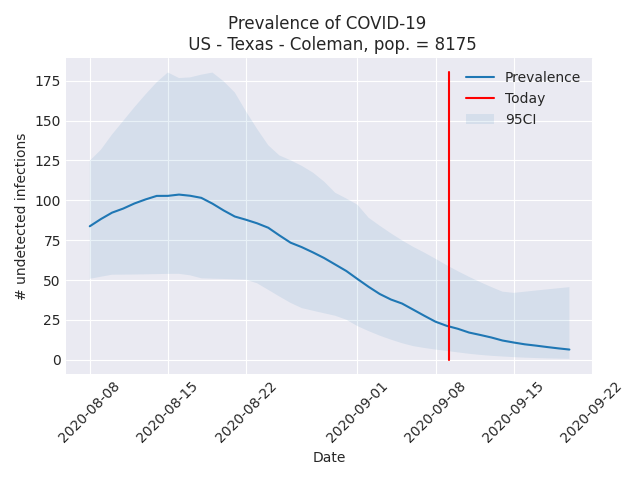 Prevalence of COVID-19
US - Texas - Coleman, pop. = 8175
Prevalence
Today
95CI
# undetected infections
175
150
125
100
75
50
25
0
2020-08-08
2020-08-15
2020-08-22
2020-09-01
2020-09-08
2020-09-15
2020-09-22
Date